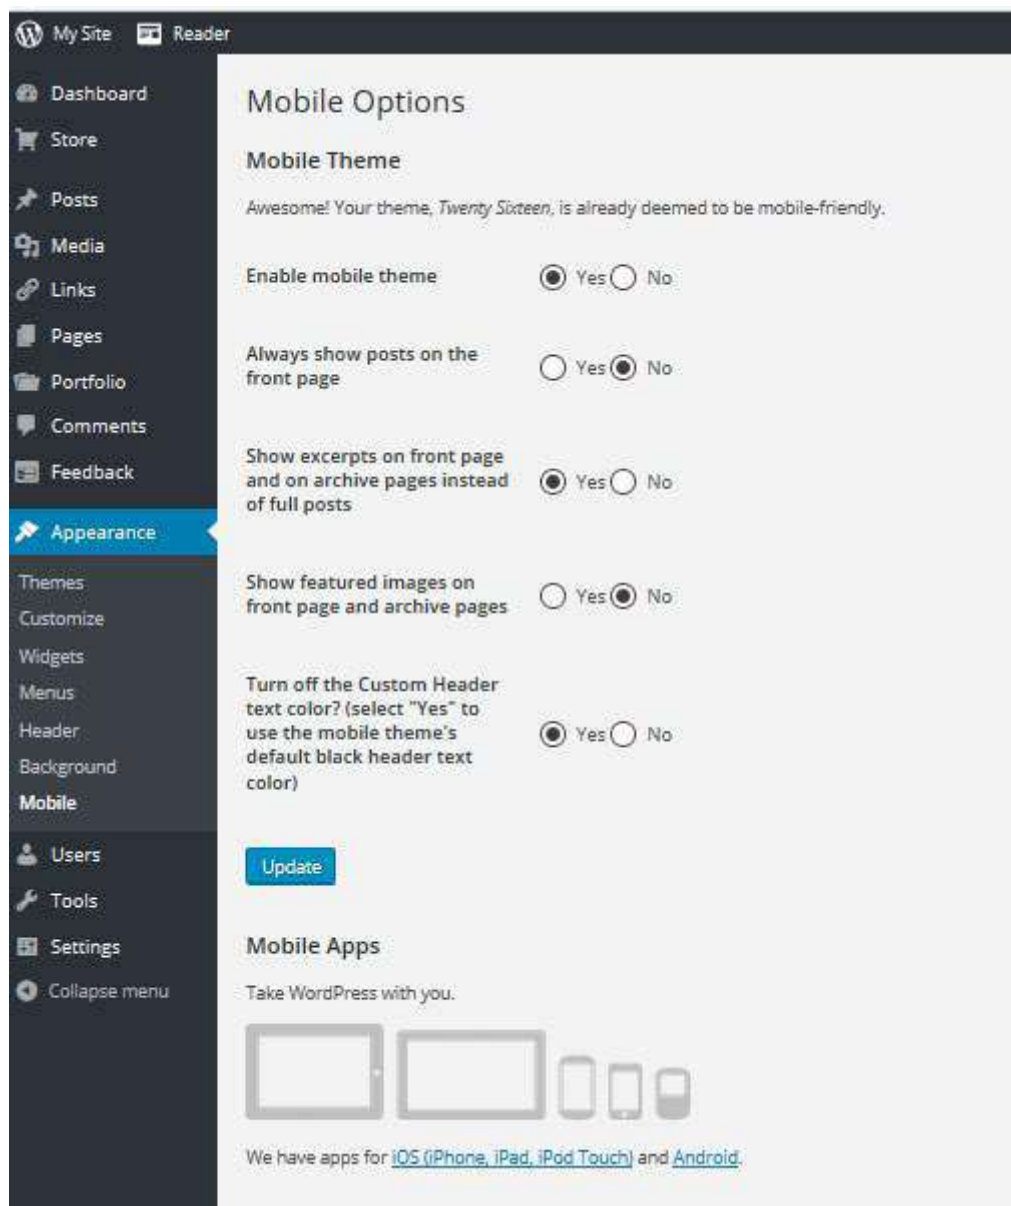 My Site Reader
Dashboard
Store
Posts
Media
Links
Pages
Portfolio
Comments
Feedback
Appearance
Themes
Customize
Widgets
Menus
Header
Background
Mobile
Users
Tools
Settings
Collapse menu
Mobile Options
Mobile Theme
Awesome! Your theme, Twenty Sixteen, is already deemed to be mobile-friendly.
Enable mobile theme
Yes No
Always show posts on the
front page
Yes No
Show excerpts on front page
and on archive pages instead
of full posts
Yes No
Show featured images on
front page and archive pages
Yes No
Turn off the Custom Header
text color? (select "Yes" to
use the mobile theme's
default black header text
color)
Yes No
Update
Mobile Apps
Take WordPress with you.
We have apps for iOS (iPhone, iPad, iPod Touch) and Android.